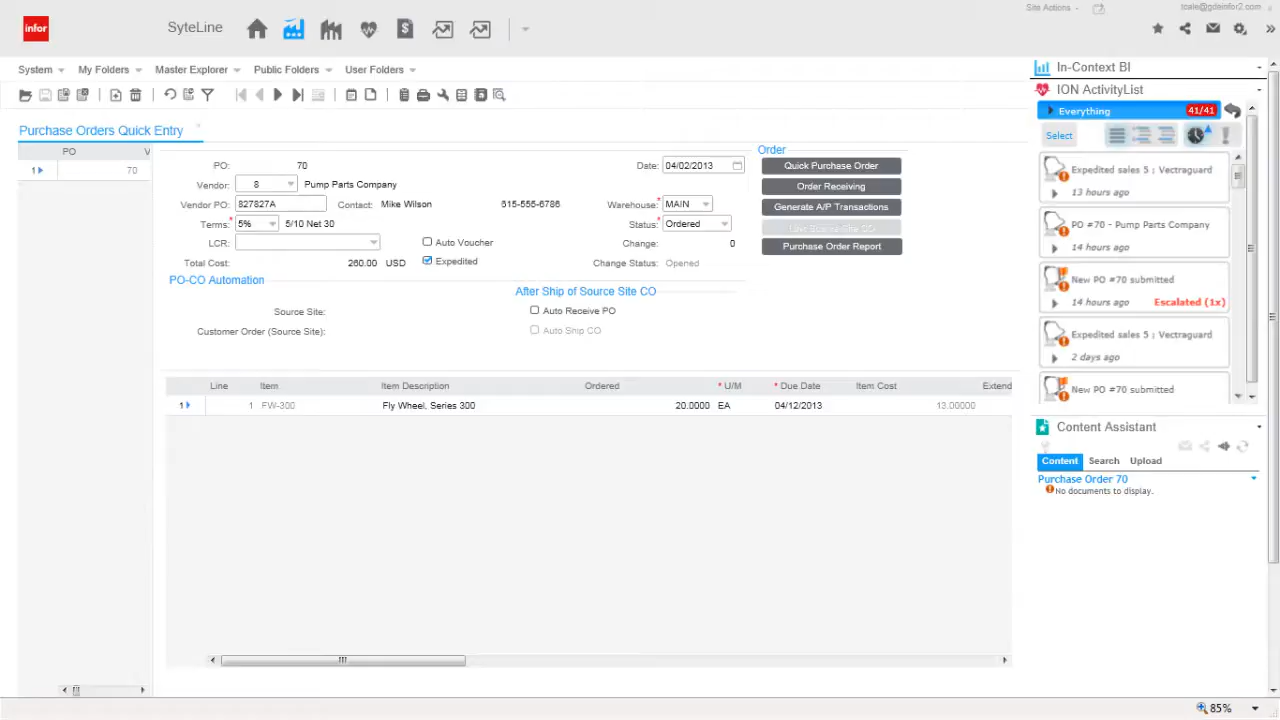 Site Actions
tcale@gdeinfor2.com
infor
SyteLine
System
My Folders
Master Explorer
Public Folders
User Folders
Purchase Orders Quick Entry
PO
V
1
70
PO:
70
Date:
04/02/2013
Vendor:
8
Pump Parts Company
Vendor PO:
827827A
Contact:
Mike Wilson
615-555-6786
Warehouse:
* MAIN
Terms:
* 5%
5/10 Net 30
Status:
* Ordered
LCR:
Auto Voucher
Change:
0
Total Cost:
260.00
USD
Expedited
Change Status:
Opened
Order
Quick Purchase Order
Order Receiving
Generate A/P Transactions
Purchase Order Report
PO-CO Automation
After Ship of Source Site CO
Source Site:
Auto Receive PO
Customer Order (Source Site):
Auto Ship CO
Line
Item
Item Description
Ordered
* U/M
* Due Date
Item Cost
Extend
1
1
FW-300
Fly Wheel, Series 300
20.0000
EA
04/12/2013
13.00000
In-Context BI
ION ActivityList
Everything
41/41
Select
Expedited sales 5 ; Vectraguard
13 hours ago
PO #70 - Pump Parts Company
14 hours ago
New PO #70 submitted
14 hours ago
Escalated (1x)
Expedited sales 5 ; Vectraguard
2 days ago
New PO #70 submitted
Content Assistant
Content
Search
Upload
Purchase Order 70
No documents to display.
85%